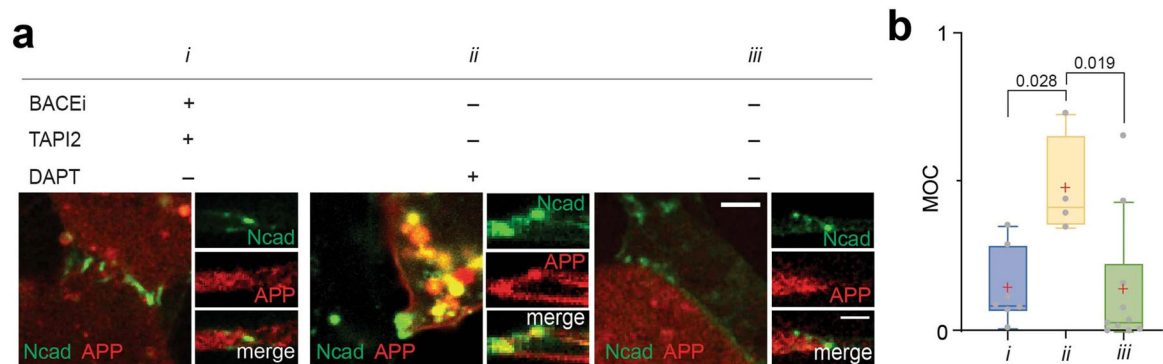 a
b
i ii iii
BACEi + – –
TAPI2 + – –
DAPT – + –
Ncad APP
Ncad
APP
merge
Ncad APP
Ncad
APP
merge
Ncad APP
Ncad
APP
merge
1
0.028
0.019
MOC
0
i ii iii